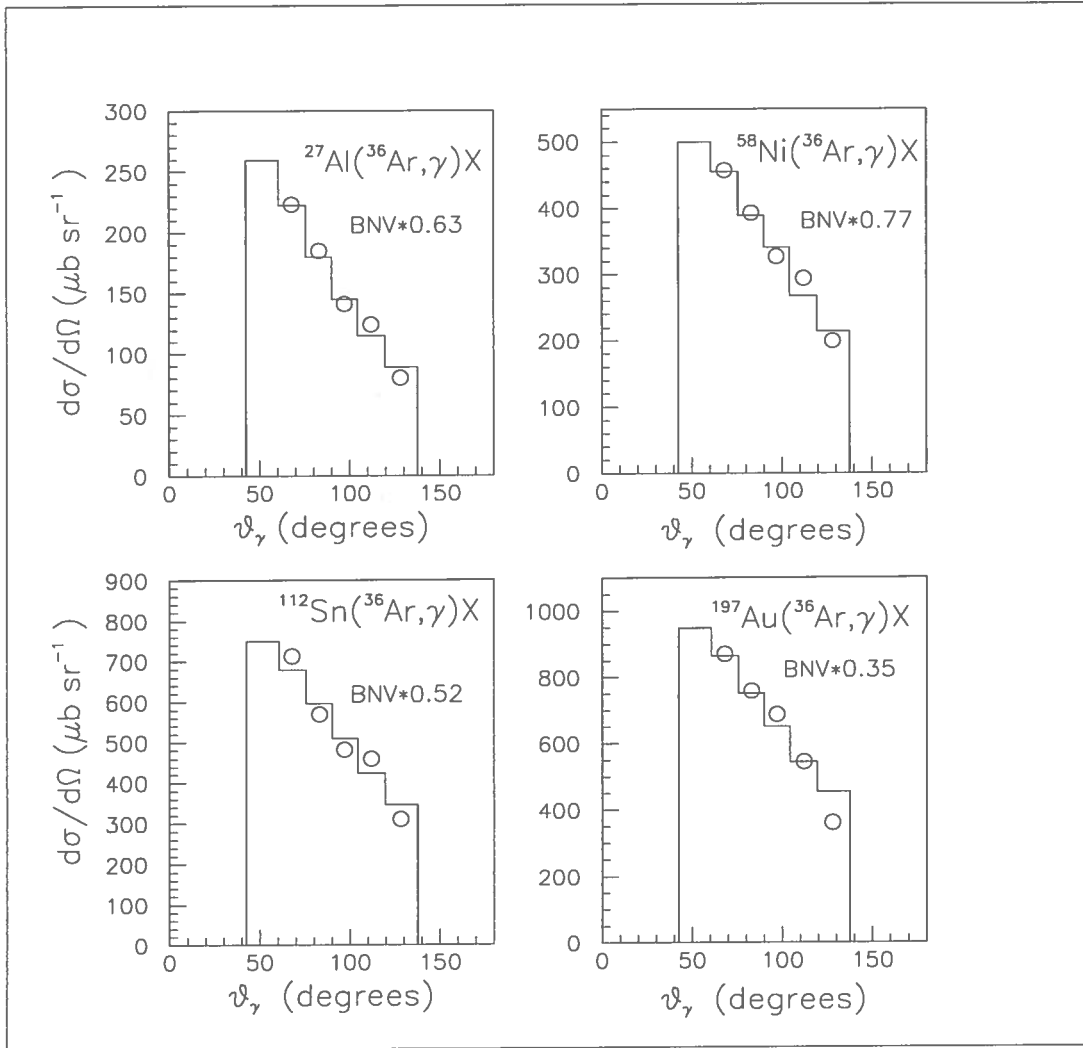 300
250
200
150
100
50
0
dσ/dΩ (μb sr⁻¹)
²⁷Al(³⁶Ar,γ)X
BNV*0.63
0 50 100 150
ϑᵧ (degrees)
500
400
300
200
100
0
⁵⁸Ni(³⁶Ar,γ)X
BNV*0.77
0 50 100 150
ϑᵧ (degrees)
900
800
700
600
500
400
300
200
100
0
dσ/dΩ (μb sr⁻¹)
¹¹²Sn(³⁶Ar,γ)X
BNV*0.52
0 50 100 150
ϑᵧ (degrees)
1000
800
600
400
200
0
¹⁹⁷Au(³⁶Ar,γ)X
BNV*0.35
0 50 100 150
ϑᵧ (degrees)